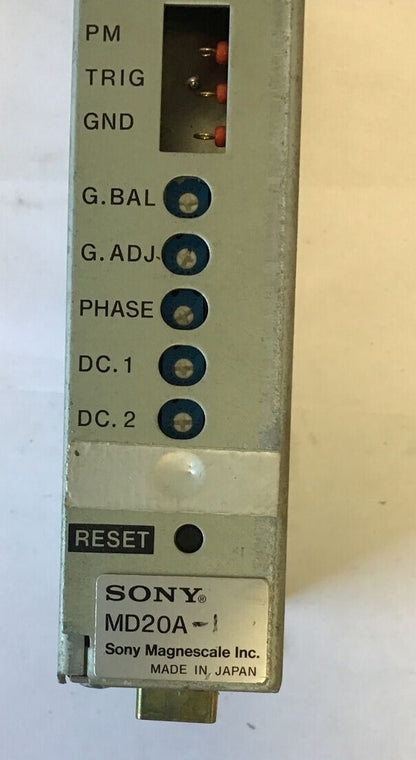 PM
TRIG
GND
G.BAL
G.ADJ.
PHASE
DC.1
DC.2
RESET
SONY®
MD20A-1
Sony Magnescale Inc.
MADE IN JAPAN